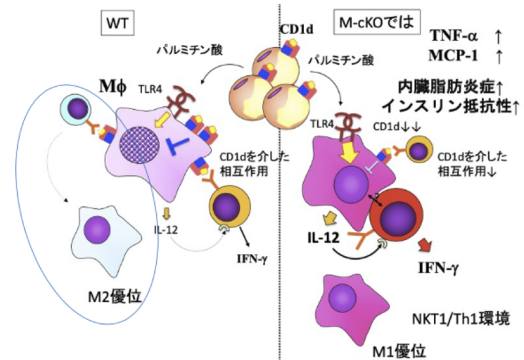 WT
CD1d
M-cKOでは
TNF-α ↑
MCP-1 ↑
パルミチン酸
パルミチン酸
Mϕ
TLR4
内臓脂肪炎症↑
インスリン抵抗性↑
TLR4
CD1d↓↓
CD1dを介した
相互作用
CD1dを介した
相互作用↓
IL-12
IFN-γ
?
IL-12
IFN-γ
M2優位
NKT1/Th1環境
M1優位